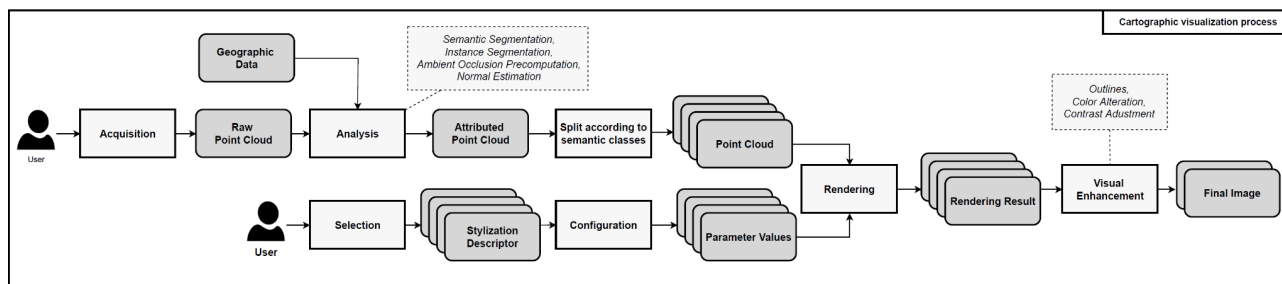 Cartographic visualization process
Geographic
Data
Semantic Segmentation,
Instance Segmentation,
Ambient Occlusion Precomputation,
Normal Estimation
Outlines,
Color Alteration,
Contrast Adustment
User
Acquisition
Raw
Point Cloud
Analysis
Attributed
Point Cloud
Split according to
semantic classes
Point Cloud
Rendering
Rendering Result
Visual
Enhancement
Final Image
User
Selection
Stylization
Descriptor
Configuration
Parameter Values